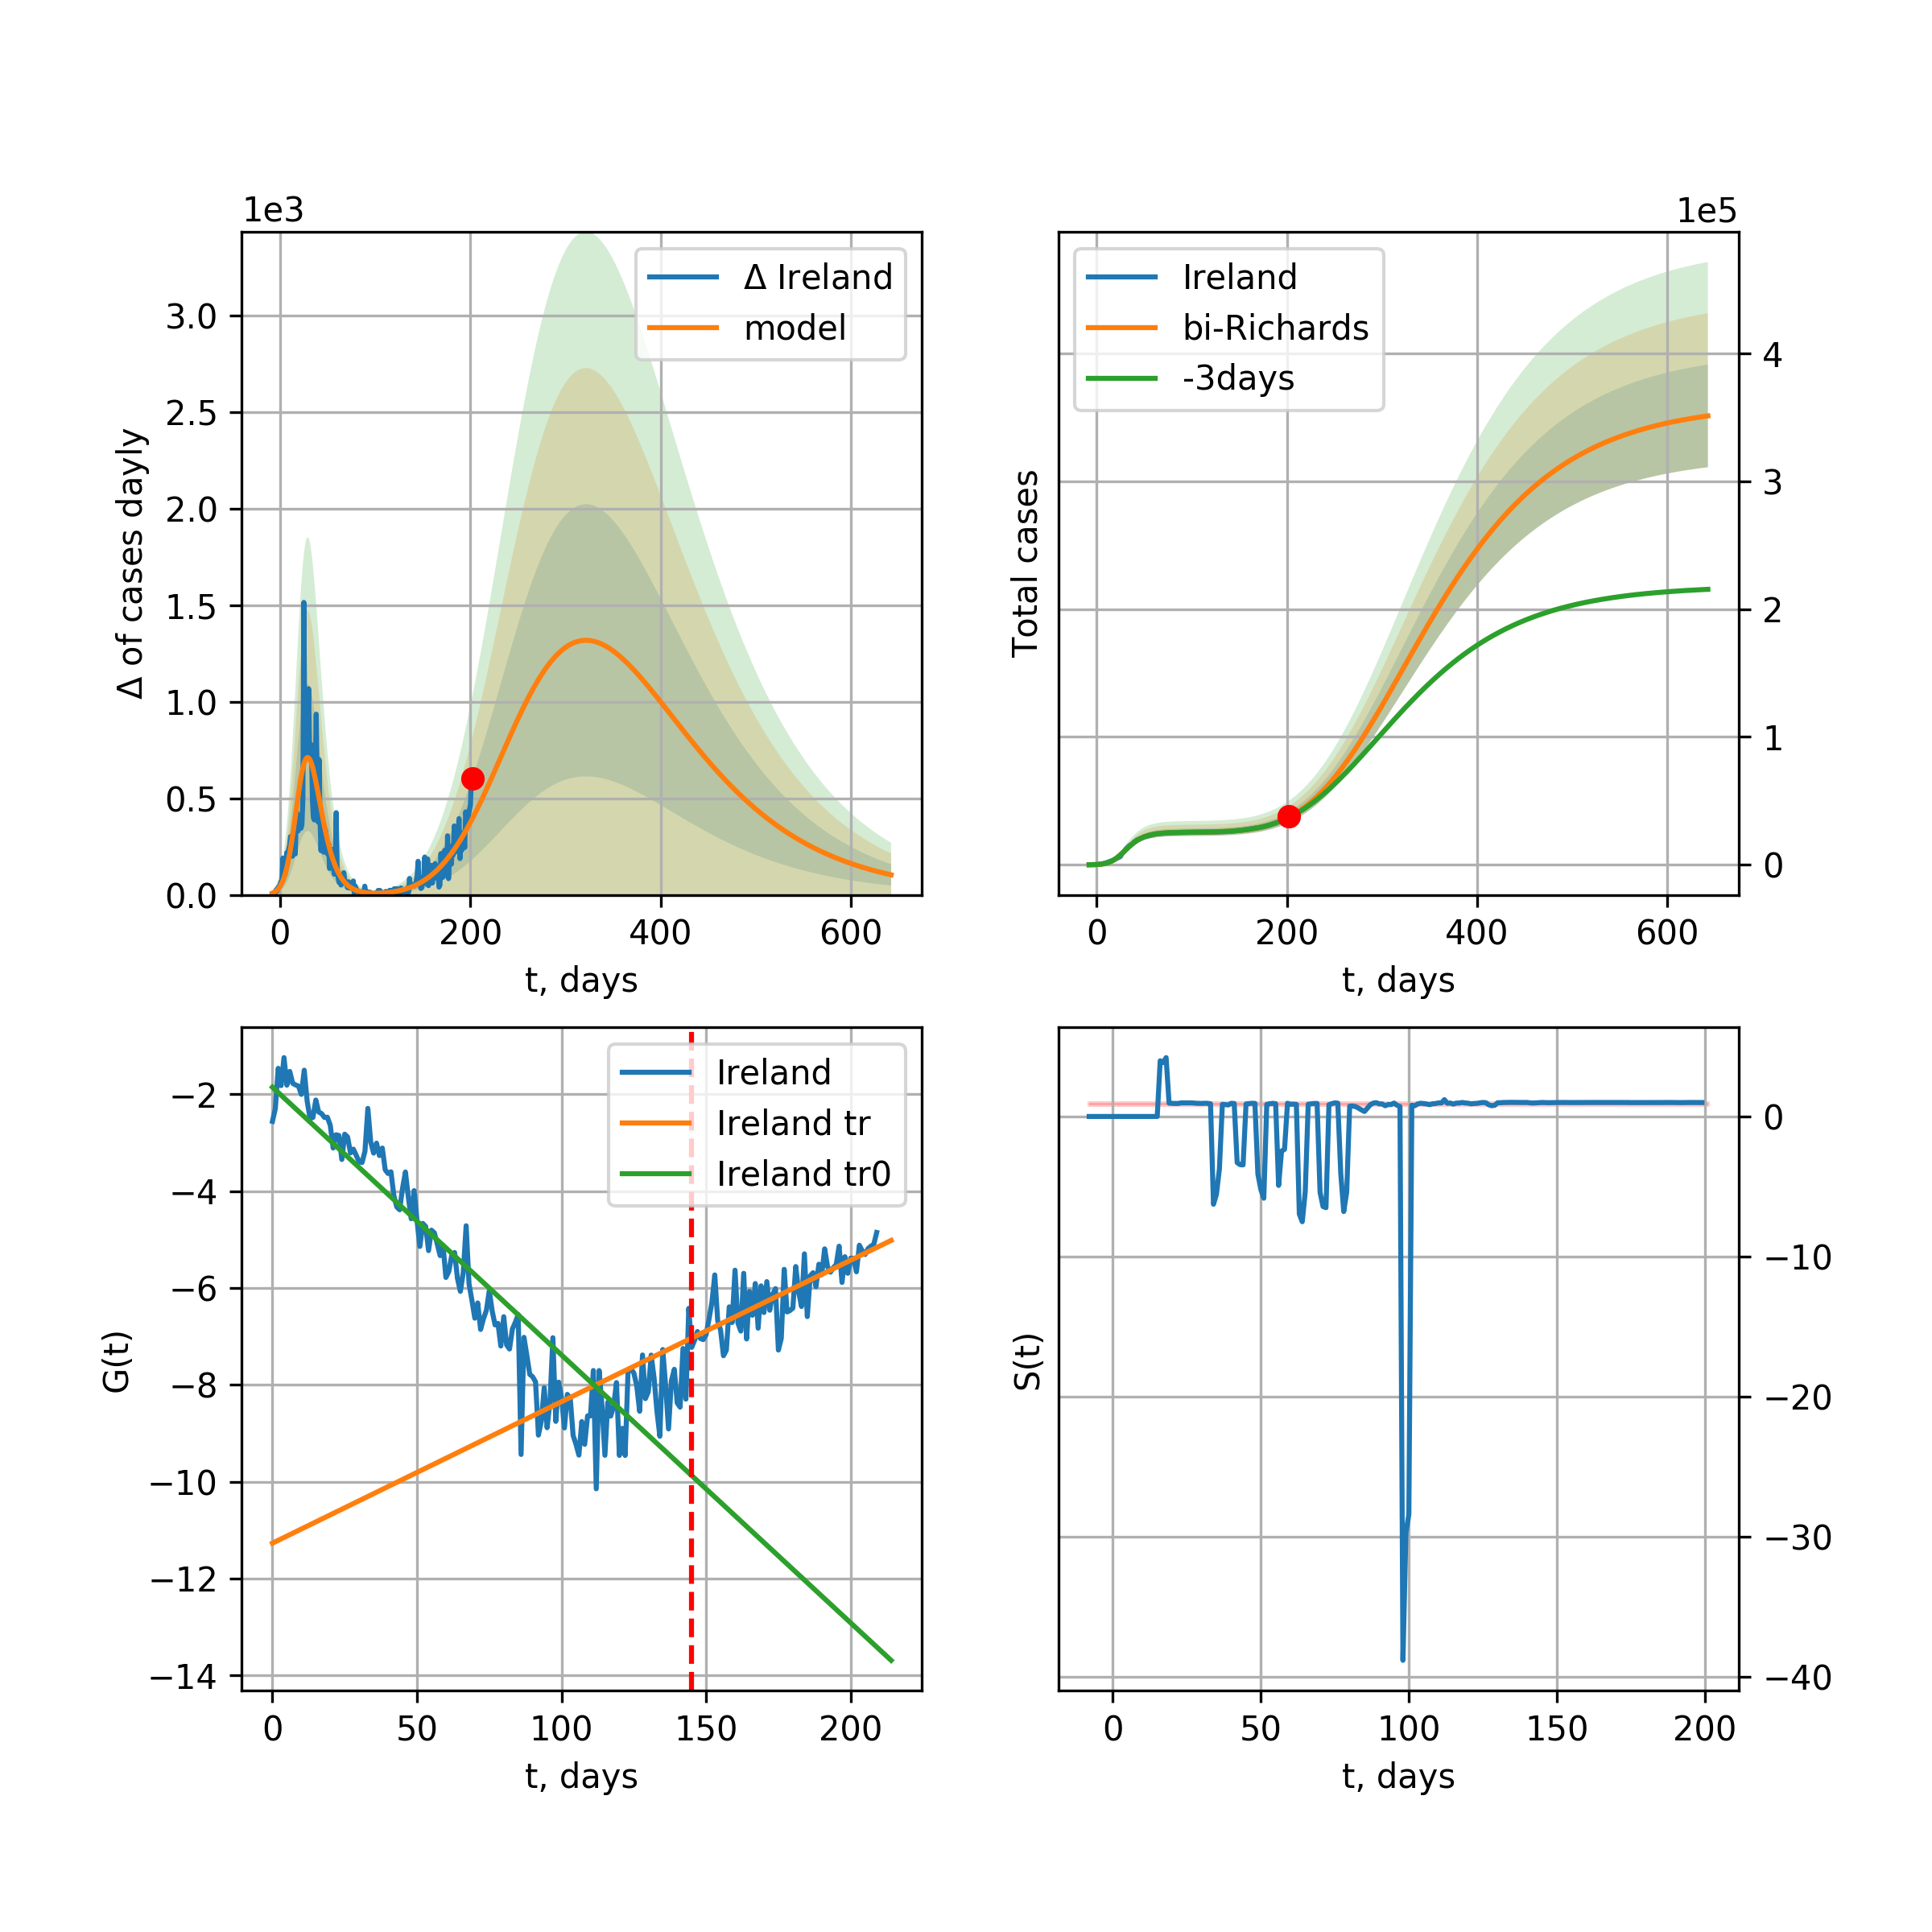 1e3
Δ of cases dayly
3.0
2.5
2.0
1.5
1.0
0.5
0.0
0 200 400 600
t, days
Δ Ireland
model
1e5
Total cases
4
3
2
1
0
0 200 400 600
t, days
Ireland
bi-Richards
-3days
G(t)
−2
−4
−6
−8
−10
−12
−14
0 50 100 150 200
t, days
Ireland
Ireland tr
Ireland tr0
S(t)
0
−10
−20
−30
−40
0 50 100 150 200
t, days